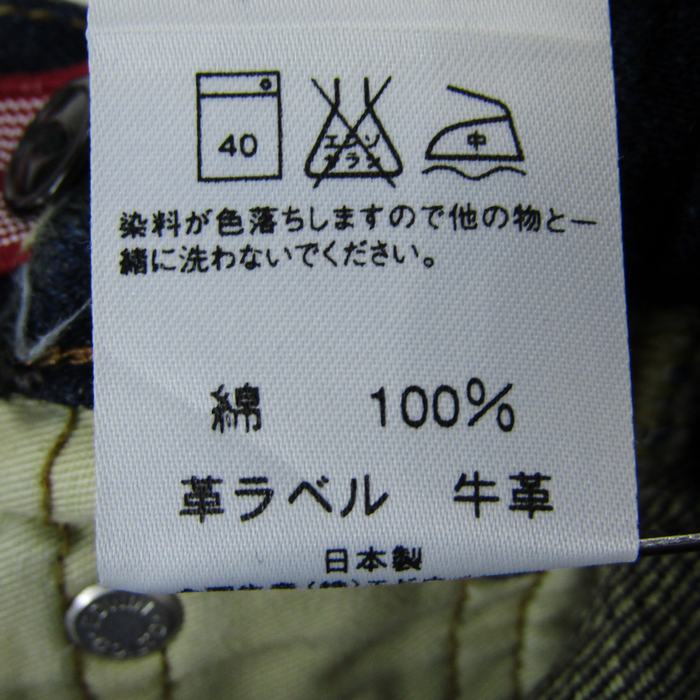 40
エンソ
サラシ
中
染料が色落ちしますので他の物と一
緒に洗わないでください。
綿 100%
革ラベル 牛革
日本製